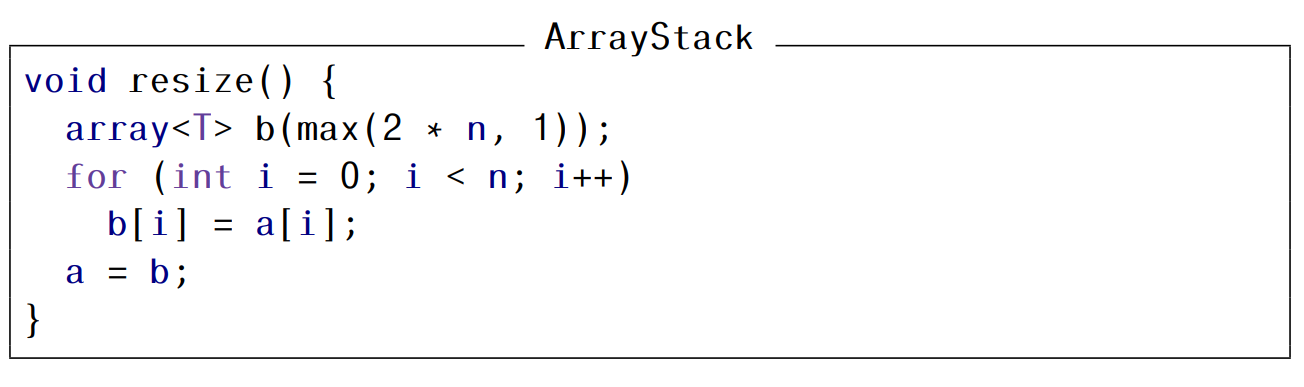 ArrayStack
void resize() {
  array<T> b(max(2 * n, 1));
  for (int i = 0; i < n; i++)
    b[i] = a[i];
  a = b;
}